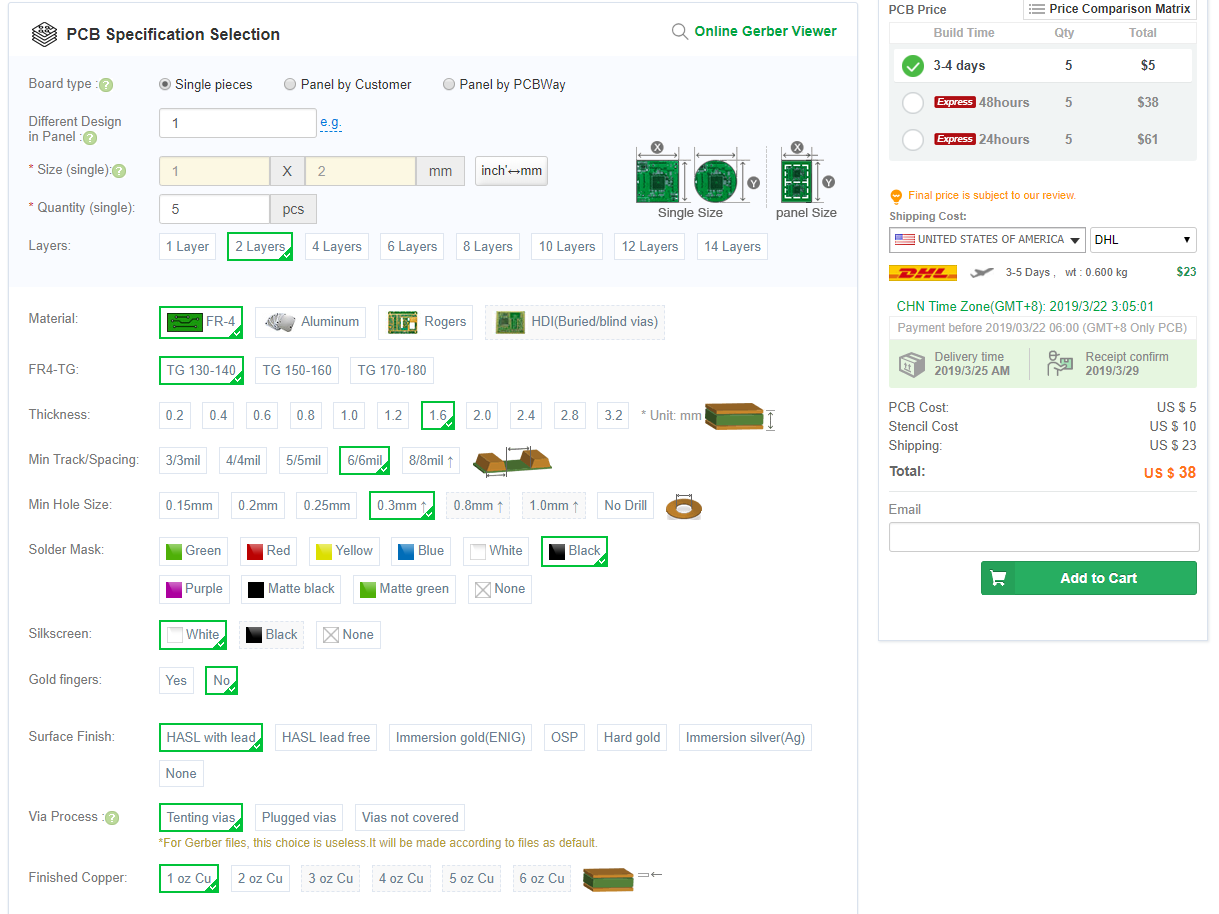 PCB Specification Selection
Online Gerber Viewer
Board type :?
Single pieces Panel by Customer Panel by PCBWay
Different Design
in Panel :?
1 e.g.
* Size (single):?
1 X 2 mm inch'↔mm
* Quantity (single):
5 pcs
X X
Y Y
Single Size panel Size
Layers:
1 Layer 2 Layers 4 Layers 6 Layers 8 Layers 10 Layers 12 Layers 14 Layers
Material:
FR-4 Aluminum Rogers HDI(Buried/blind vias)
FR4-TG:
TG 130-140 TG 150-160 TG 170-180
Thickness:
0.2 0.4 0.6 0.8 1.0 1.2 1.6 2.0 2.4 2.8 3.2 * Unit: mm
Min Track/Spacing:
3/3mil 4/4mil 5/5mil 6/6mil 8/8mil ↑
Min Hole Size:
0.15mm 0.2mm 0.25mm 0.3mm ↑ 0.8mm ↑ 1.0mm ↑ No Drill
Solder Mask:
Green Red Yellow Blue White Black
Purple Matte black Matte green None
Silkscreen:
White Black None
Gold fingers:
Yes No
Surface Finish:
HASL with lead HASL lead free Immersion gold(ENIG) OSP Hard gold Immersion silver(Ag)
None
Via Process :?
Tenting vias Plugged vias Vias not covered
*For Gerber files, this choice is useless.It will be made according to files as default.
Finished Copper:
1 oz Cu 2 oz Cu 3 oz Cu 4 oz Cu 5 oz Cu 6 oz Cu
PCB Price
Price Comparison Matrix
Build Time Qty Total
3-4 days 5 $5
Express 48hours 5 $38
Express 24hours 5 $61
Final price is subject to our review.
Shipping Cost:
UNITED STATES OF AMERICA DHL
DHL 3-5 Days , wt : 0.600 kg $23
CHN Time Zone(GMT+8): 2019/3/22 3:05:01
Payment before 2019/03/22 06:00 (GMT+8 Only PCB)
Delivery time
2019/3/25 AM
Receipt confirm
2019/3/29
PCB Cost: US $ 5
Stencil Cost US $ 10
Shipping: US $ 23
Total: US $ 38
Email
Add to Cart